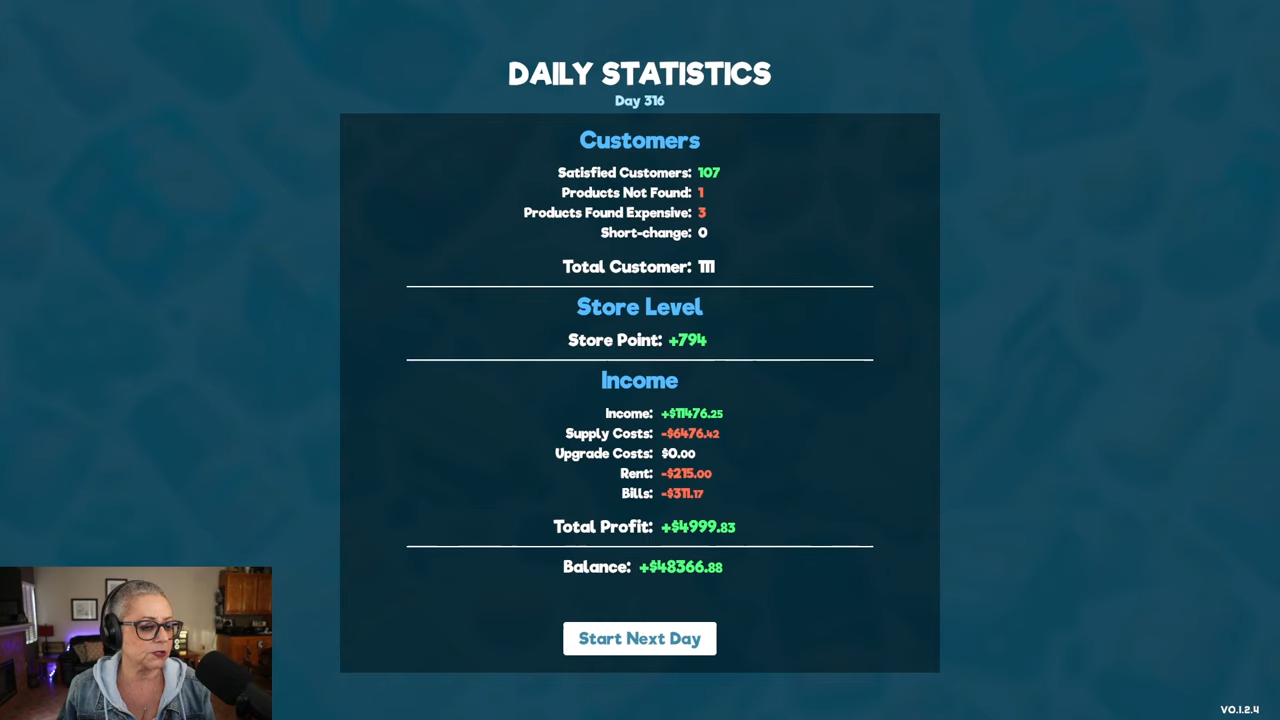 DAILY STATISTICS
Day 316
Customers
Satisfied Customers: 107
Products Not Found: 1
Products Found Expensive: 3
Short-change: 0
Total Customer: 111
Store Level
Store Point: +794
Income
Income: +$11476.25
Supply Costs: -$6476.42
Upgrade Costs: $0.00
Rent: -$215.00
Bills: -$311.17
Total Profit: +$4999.83
Balance: +$48366.88
Start Next Day
V0.1.2.4